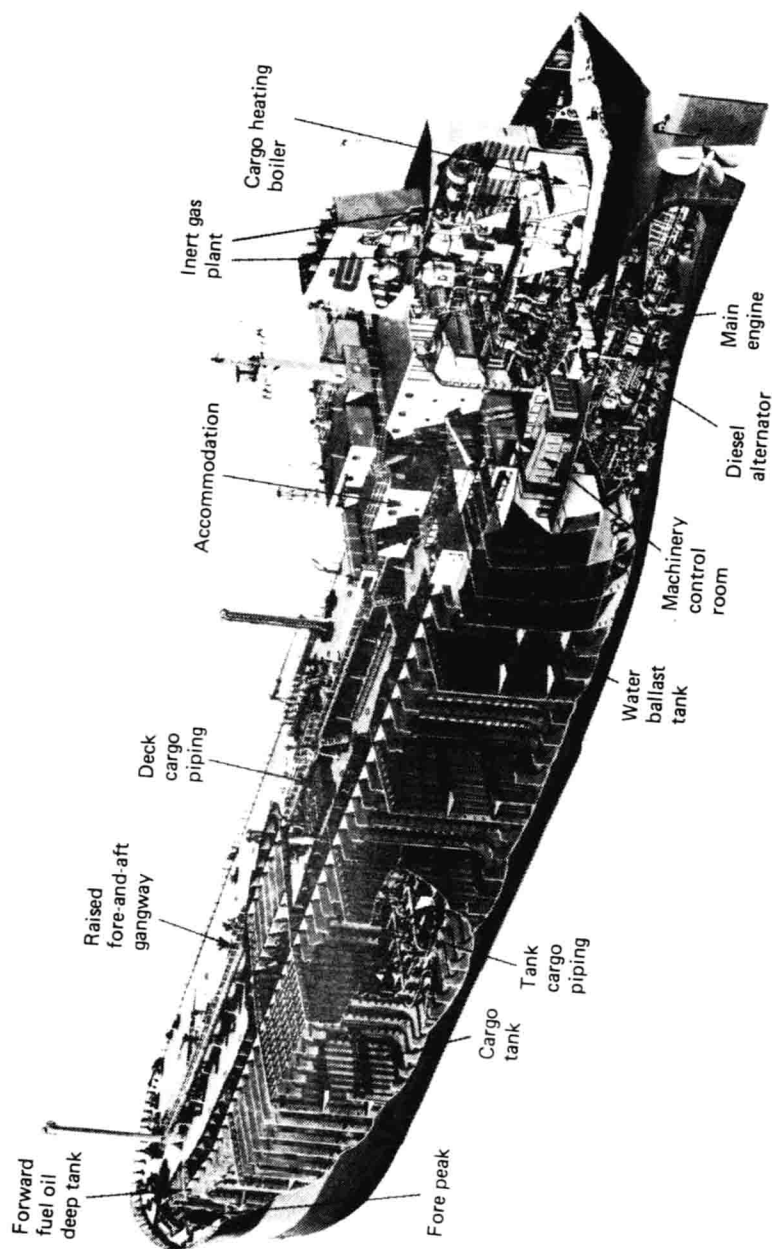 Forward
fuel oil
deep tank
Raised
fore-and-aft
gangway
Deck
cargo
piping
Accommodation
Inert gas
plant
Cargo heating
boiler
Fore peak
Cargo
tank
Tank
cargo
piping
Water
ballast
tank
Machinery
control
room
Diesel
alternator
Main
engine